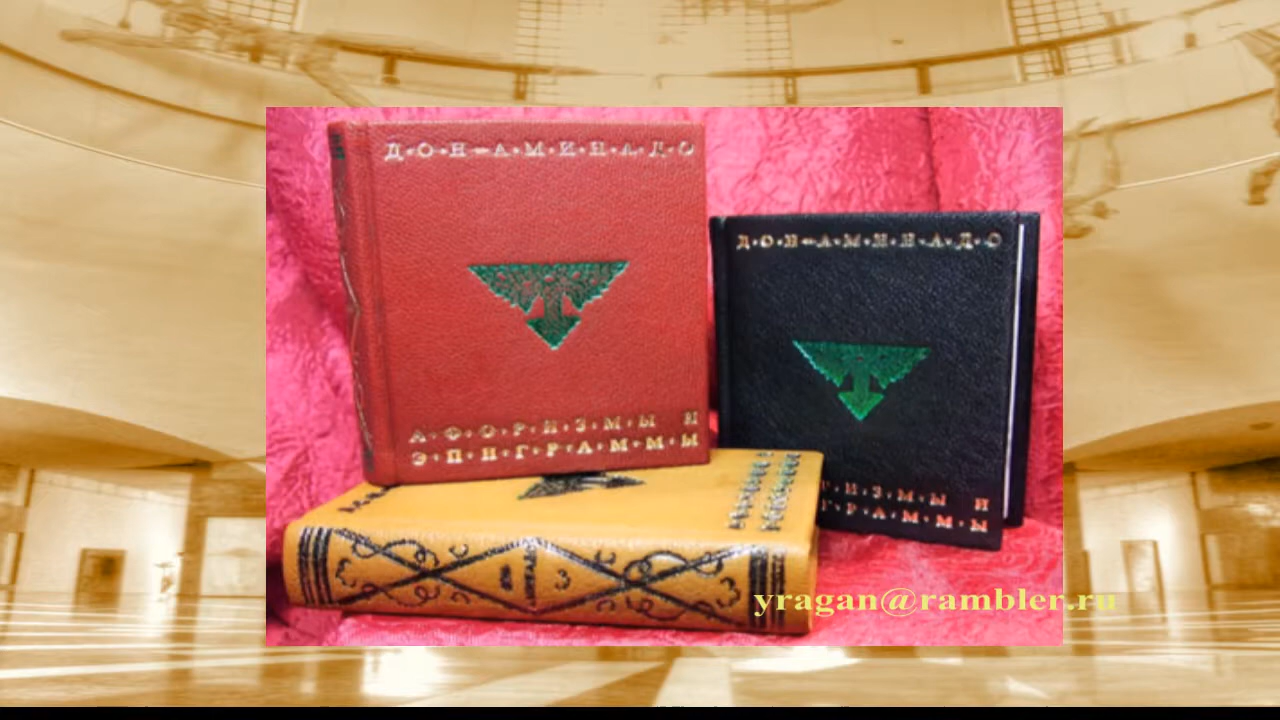 Д•О•Н–А•М•И•Н•А•Д•О
А•Ф•О•Р•И•З•М•Ы И
Э•П•И•Г•Р•А•М•М•Ы
Д•О•Н–А•М•И•Н•А•Д•О
И•З•М•Ы И
Г•Р•А•М•М•Ы
yragan@rambler.ru